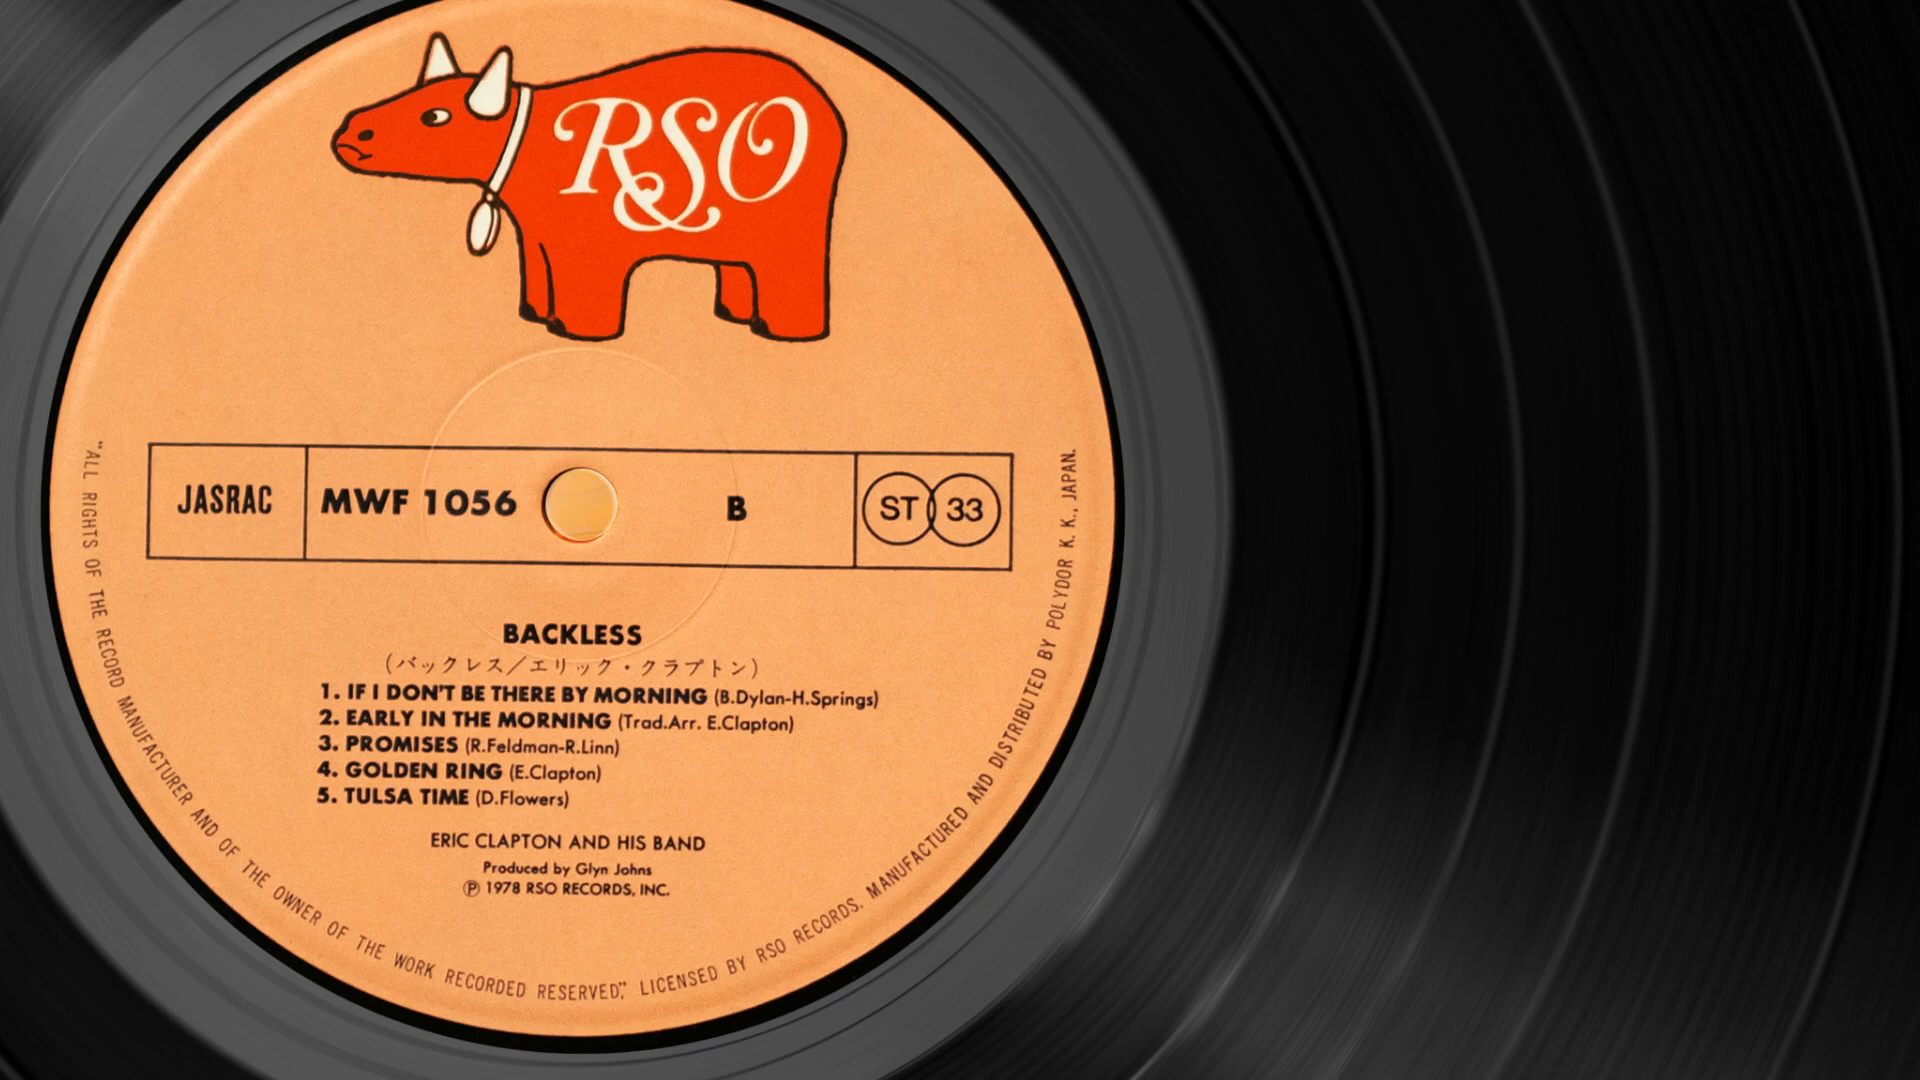 RSO
JASRAC
MWF 1056
B
ST 33
BACKLESS
(バックレス/エリック・クラプトン)
1. IF I DON'T BE THERE BY MORNING (B.Dylan-H.Springs)
2. EARLY IN THE MORNING (Trad.Arr. E.Clapton)
3. PROMISES (R.Feldman-R.Linn)
4. GOLDEN RING (E.Clapton)
5. TULSA TIME (D.Flowers)
ERIC CLAPTON AND HIS BAND
Produced by Glyn Johns
℗ 1978 RSO RECORDS, INC.
"ALL RIGHTS OF THE RECORD MANUFACTURER AND OF THE OWNER OF THE WORK RECORDED RESERVED." LICENSED BY RSO RECORDS. MANUFACTURED AND DISTRIBUTED BY POLYDOR K. K., JAPAN.